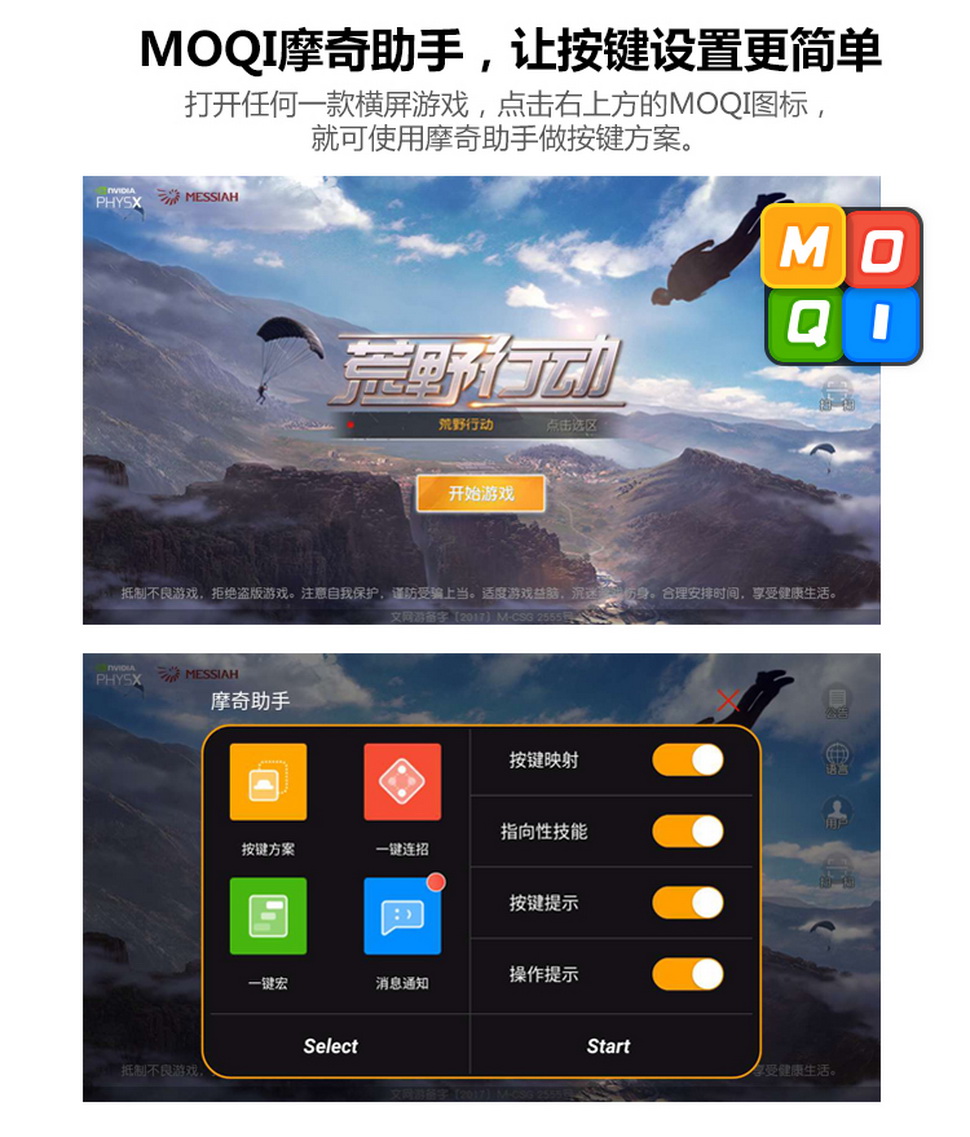 MOQI摩奇助手，让按键设置更简单
打开任何一款横屏游戏，点击右上方的MOQI图标，
就可使用摩奇助手做按键方案。
NVIDIA
PHYSX
MESSIAH
M O
Q I
荒野行动
扫一扫
荒野行动 点击选区
开始游戏
抵制不良游戏，拒绝盗版游戏。注意自我保护，谨防受骗上当。适度游戏益脑，沉迷游戏伤身。合理安排时间，享受健康生活。
文网游备字〔2017〕M-CSG 2555号
NVIDIA
PHYSX
MESSIAH
摩奇助手
公告
语言
用户
扫一扫
按键方案 一键连招
一键宏 消息通知
按键映射
指向性技能
按键提示
操作提示
Select Start
抵制不良游戏， 享受健康生活。
文网游备字〔2017〕M-CSG 2555号